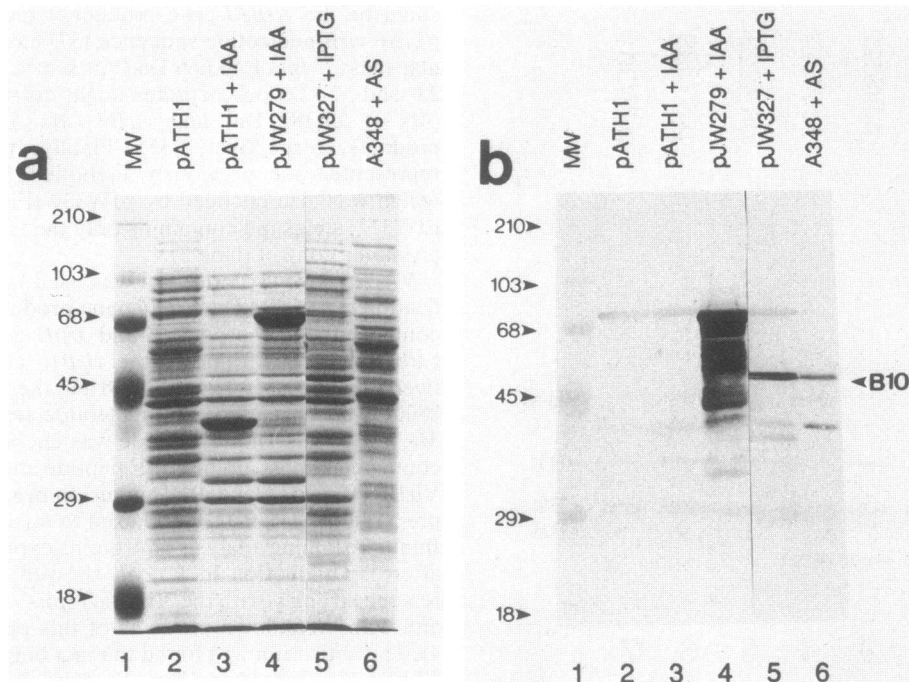 a
MW
pATH1
pATH1 + IAA
pJW279 + IAA
pJW327 + IPTG
A348 + AS
210
103
68
45
29
18
1 2 3 4 5 6
b
MW
pATH1
pATH1 + IAA
pJW279 + IAA
pJW327 + IPTG
A348 + AS
210
103
68
45
29
18
B10
1 2 3 4 5 6